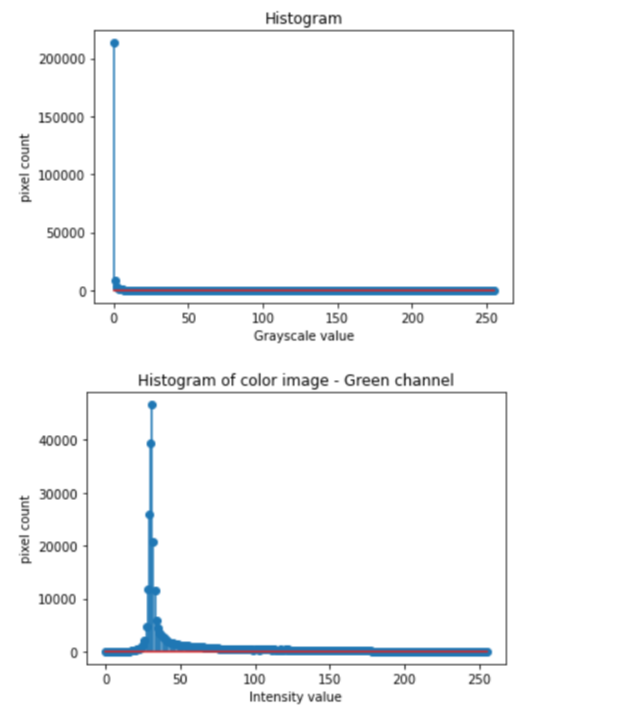 Histogram
200000
150000
100000
50000
0
pixel count
0 50 100 150 200 250
Grayscale value
Histogram of color image - Green channel
40000
30000
20000
10000
0
pixel count
0 50 100 150 200 250
Intensity value